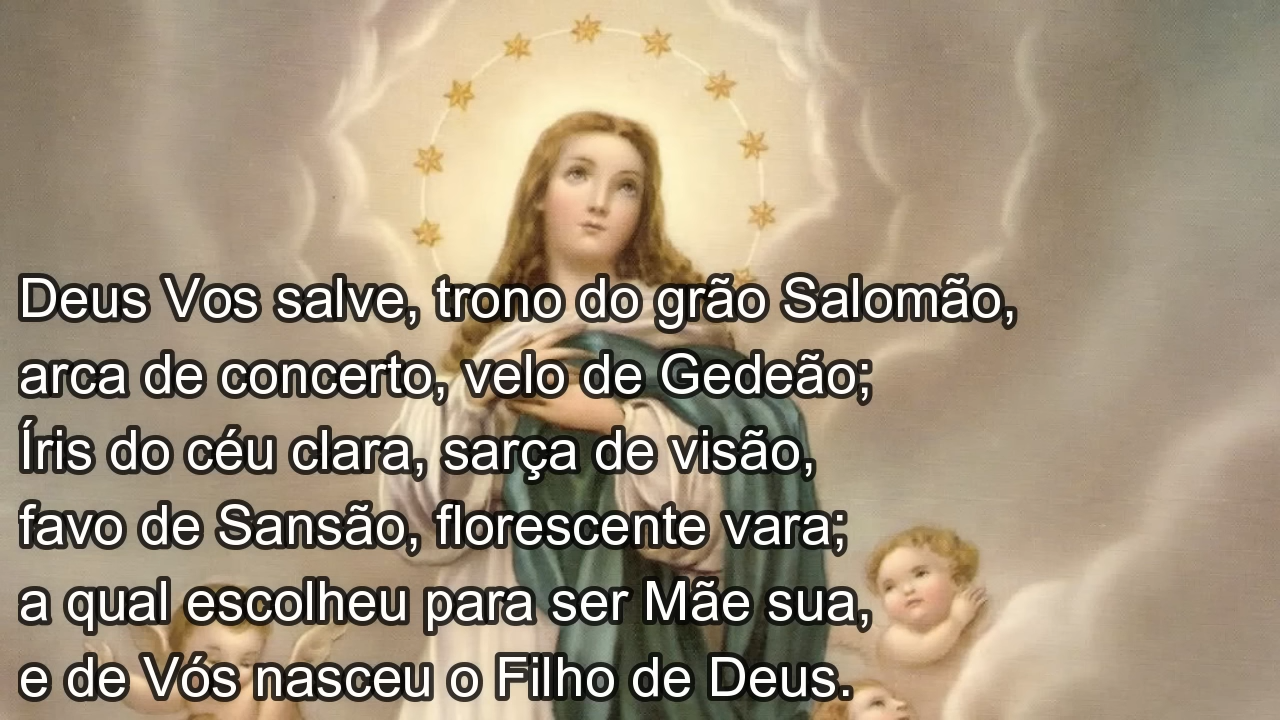 Deus Vos salve, trono do grão Salomão,
arca de concerto, velo de Gedeão;
Íris do céu clara, sarça de visão,
favo de Sansão, florescente vara;
a qual escolheu para ser Mãe sua,
e de Vós nasceu o Filho de Deus.